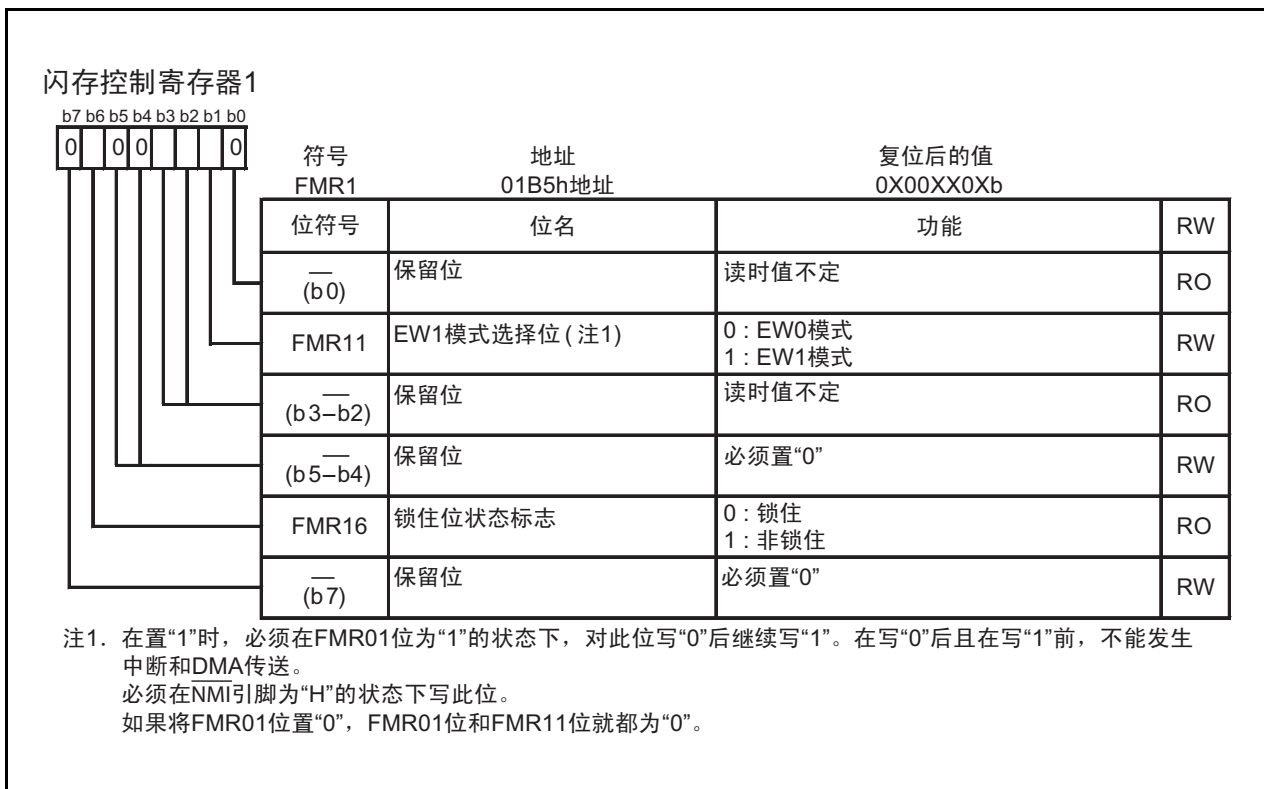 闪存控制寄存器1
b7 b6 b5 b4 b3 b2 b1 b0
0 0 0 0
符号 地址 复位后的值
FMR1 01B5h地址 0X00XX0Xb
位符号 位名 功能 RW
— (b0) 保留位 读时值不定 RO
FMR11 EW1模式选择位 (注1) 0 : EW0模式
1 : EW1模式 RW
— (b3–b2) 保留位 读时值不定 RO
— (b5–b4) 保留位 必须置“0” RW
FMR16 锁住位状态标志 0 : 锁住
1 : 非锁住 RO
— (b7) 保留位 必须置“0” RW
注1. 在置“1”时，必须在FMR01位为“1”的状态下，对此位写“0”后继续写“1”。在写“0”后且在写“1”前，不能发生
中断和DMA传送。
必须在NMI引脚为“H”的状态下写此位。
如果将FMR01位置“0”，FMR01位和FMR11位就都为“0”。